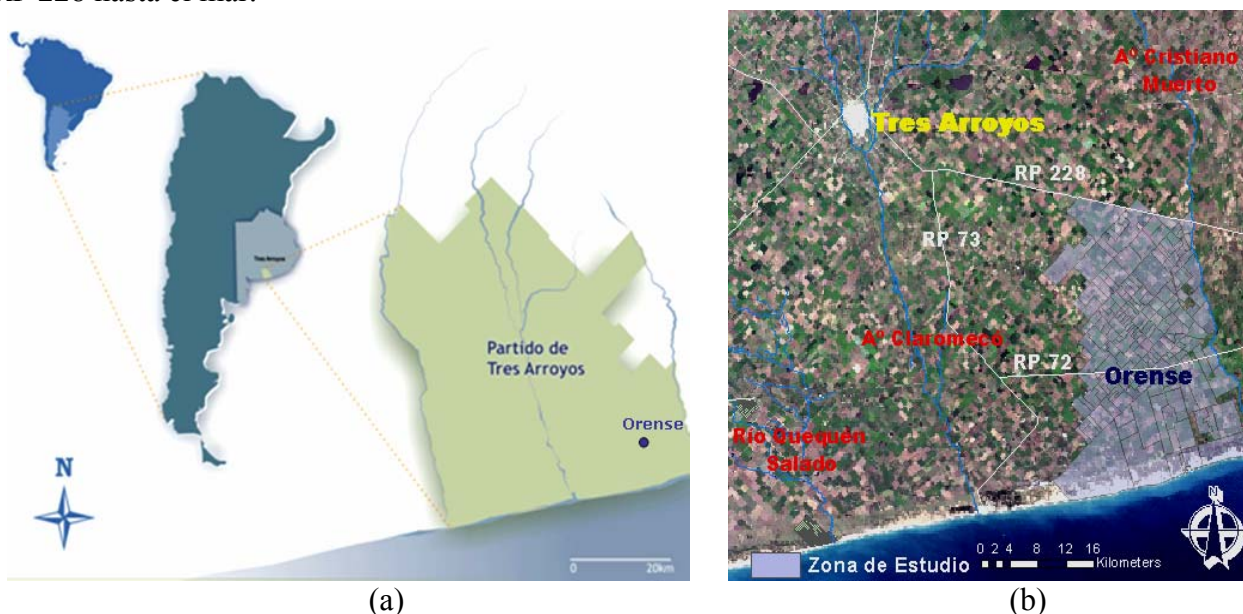 RP 228 hasta el mar.
Tres Arroyos
Partido de
Tres Arroyos
Orense
N
0 20km
(a)
Aº Cristiano
Muerto
Tres Arroyos
RP 228
RP 73
Aº Claromecó
RP 72
Orense
Río Quequén
Salado
N
Zona de Estudio
0 2 4 8 12 16
Kilometers
(b)